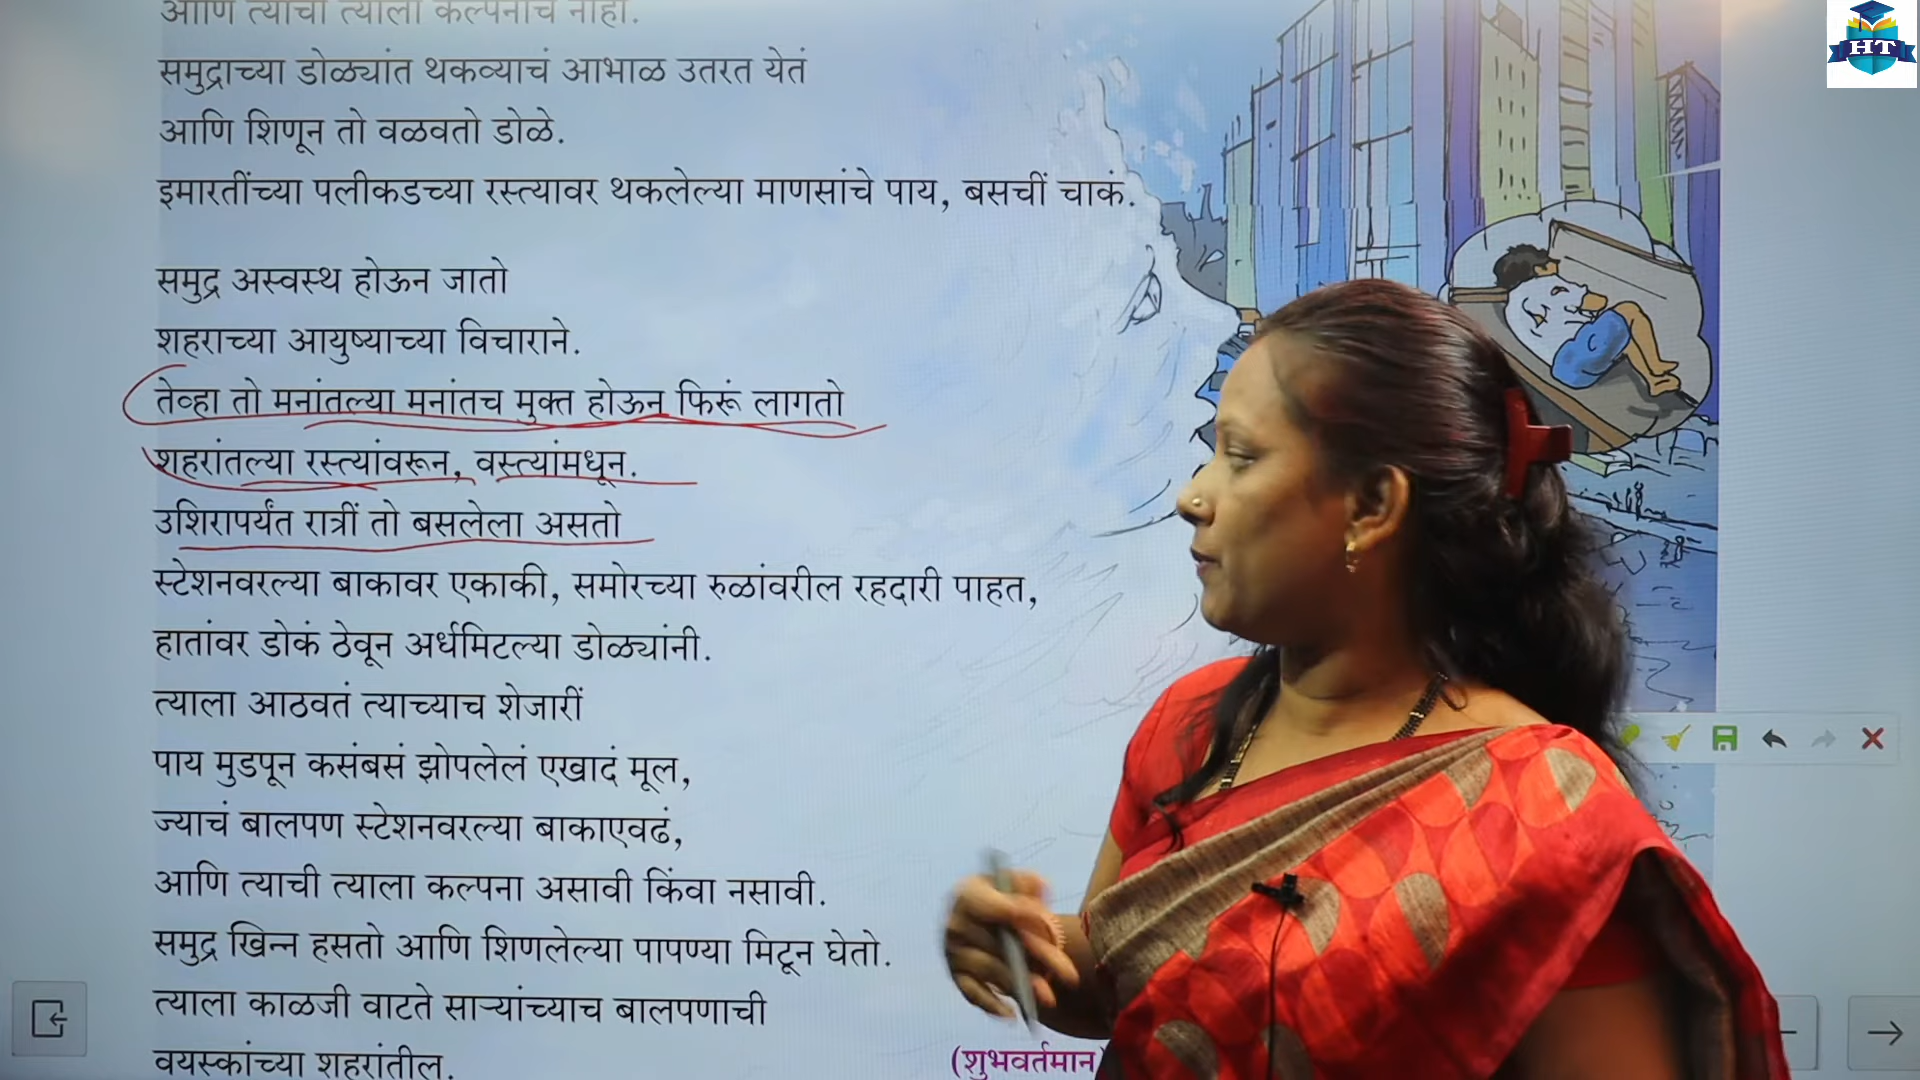 आणि त्याची त्याला कल्पनाच नाही.
समुद्राच्या डोळ्यांत थकव्याचं आभाळ उतरत येतं
आणि शिणून तो वळवतो डोळे.
इमारतींच्या पलीकडच्या रस्त्यावर थकलेल्या माणसांचे पाय, बसचीं चाकं.
समुद्र अस्वस्थ होऊन जातो
शहराच्या आयुष्याच्या विचाराने.
तेव्हा तो मनांतल्या मनांतच मुक्त होऊन फिरूं लागतो
शहरांतल्या रस्त्यांवरून, वस्त्यांमधून.
उशिरापर्यंत रात्रीं तो बसलेला असतो
स्टेशनवरल्या बाकावर एकाकी, समोरच्या रुळांवरील रहदारी पाहत,
हातांवर डोकं ठेवून अर्धमिटल्या डोळ्यांनी.
त्याला आठवतं त्याच्याच शेजारीं
पाय मुडपून कसंबसं झोपलेलं एखादं मूल,
ज्याचं बालपण स्टेशनवरल्या बाकाएवढं,
आणि त्याची त्याला कल्पना असावी किंवा नसावी.
समुद्र खिन्न हसतो आणि शिणलेल्या पापण्या मिटून घेतो.
त्याला काळजी वाटते साऱ्यांच्याच बालपणाची
वयस्कांच्या शहरांतील.
(शुभवर्तमान)
HT